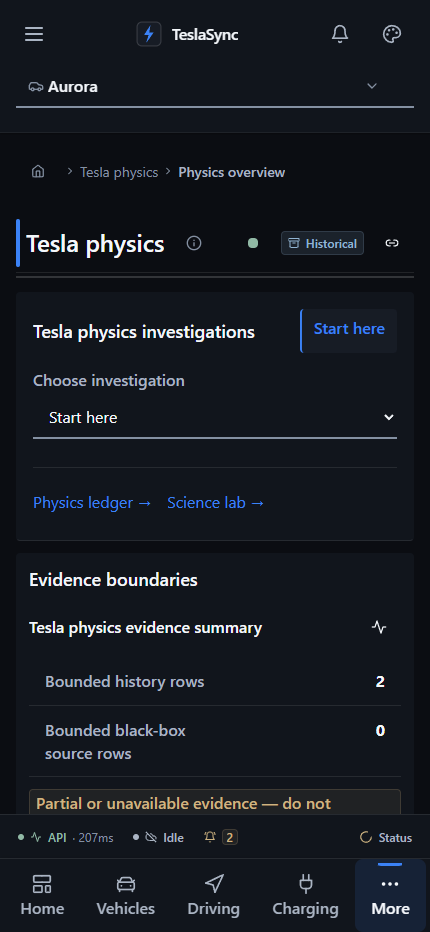 TeslaSync
Aurora
Tesla physics
Physics overview
Tesla physics
Historical
Tesla physics investigations
Start here
Choose investigation
Start here
Physics ledger →
Science lab →
Evidence boundaries
Tesla physics evidence summary
Bounded history rows
2
Bounded black-box
source rows
0
Partial or unavailable evidence — do not
API · 207ms
Idle
2
Status
Home
Vehicles
Driving
Charging
More